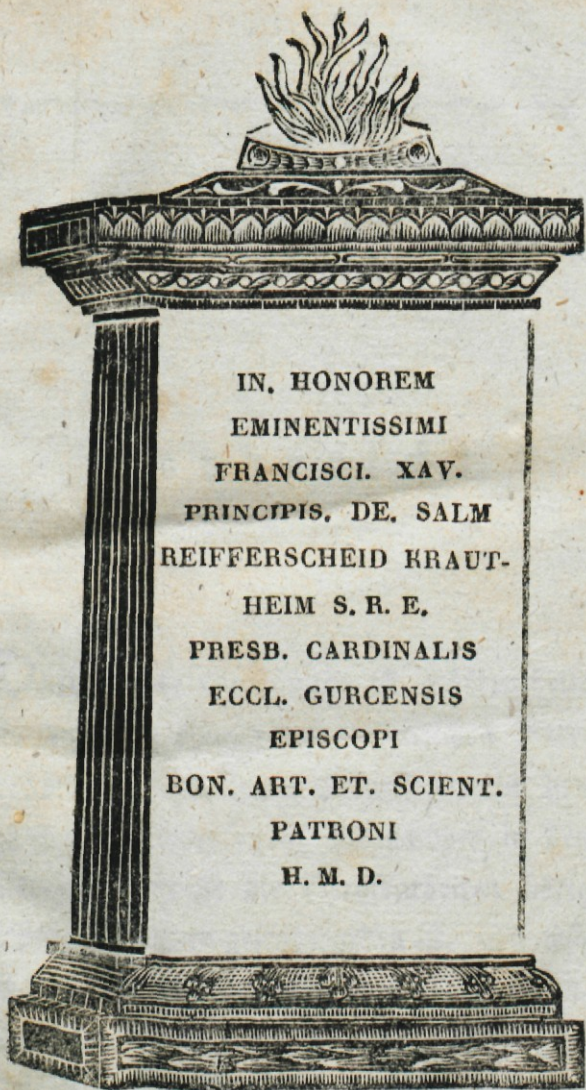 IN. HONOREM
EMINENTISSIMI
FRANCISCI. XAV.
PRINCIPIS. DE. SALM
REIFFERSCHEID KRAUT-
HEIM S. R. E.
PRESB. CARDINALIS
ECCL. GURCENSIS
EPISCOPI
BON. ART. ET. SCIENT.
PATRONI
H. M. D.